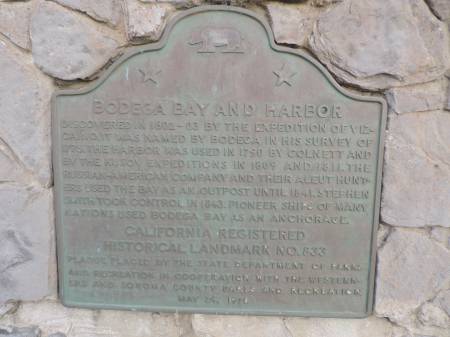 BODEGA BAY AND HARBOR
DISCOVERED IN 1602-03 BY THE EXPEDITION OF VIZ-
CAINO, IT WAS NAMED BY BODEGA IN HIS SURVEY OF
1775. THE HARBOR WAS USED IN 1790 BY COLNETT AND
BY THE KUSKOV EXPEDITIONS IN 1809 AND 1811. THE
RUSSIAN-AMERICAN COMPANY AND THEIR ALEUT HUNT-
ERS USED THE BAY AS AN OUTPOST UNTIL 1841. STEPHEN
SMITH TOOK CONTROL IN 1843. PIONEER SHIPS OF MANY
NATIONS USED BODEGA BAY AS AN ANCHORAGE.
CALIFORNIA REGISTERED
HISTORICAL LANDMARK NO. 833
PLAQUE PLACED BY THE STATE DEPARTMENT OF PARKS
AND RECREATION IN COOPERATION WITH THE WESTERN-
ERS AND SONOMA COUNTY PARKS AND RECREATION.
MAY 24,